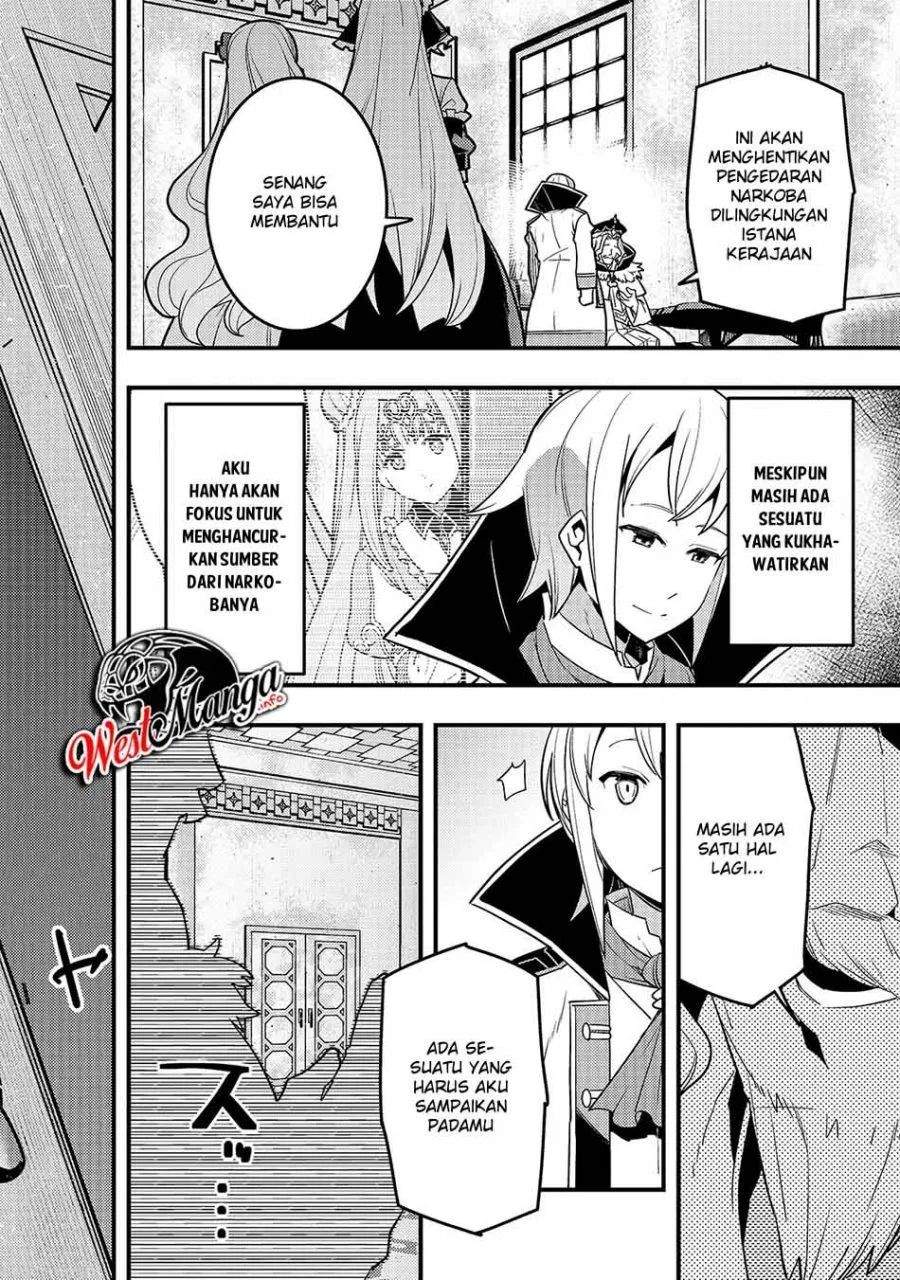 INI AKAN
MENGHENTIKAN
PENGEDARAN
NARKOBA
DILINGKUNGAN
ISTANA
KERAJAAN
SENANG
SAYA BISA
MEMBANTU
MESKIPUN
MASIH ADA
SESUATU
YANG KUKHA-
WATIRKAN
AKU
HANYA AKAN
FOKUS UNTUK
MENGHANCUR-
KAN SUMBER
DARI NARKO-
BANYA
WestManga
.info
MASIH ADA
SATU HAL
LAGI...
ADA SE-
SUATU YANG
HARUS AKU
SAMPAIKAN
PADAMU
ス…
ト